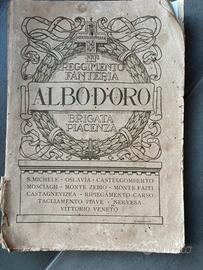 REGGIMENTO
FANTERIA
ALBO D'ORO
BRIGATA
PIACENZA
S. MICHELE - OSLAVIA - CASTELGOMBERTO
MOSCIAGH - MONTE ZEBIO - MONTE FAITI
CASTAGNEVIZZA - RIPIEGAMENTO CARSO
TAGLIAMENTO PIAVE - NERVESA
VITTORIO VENETO